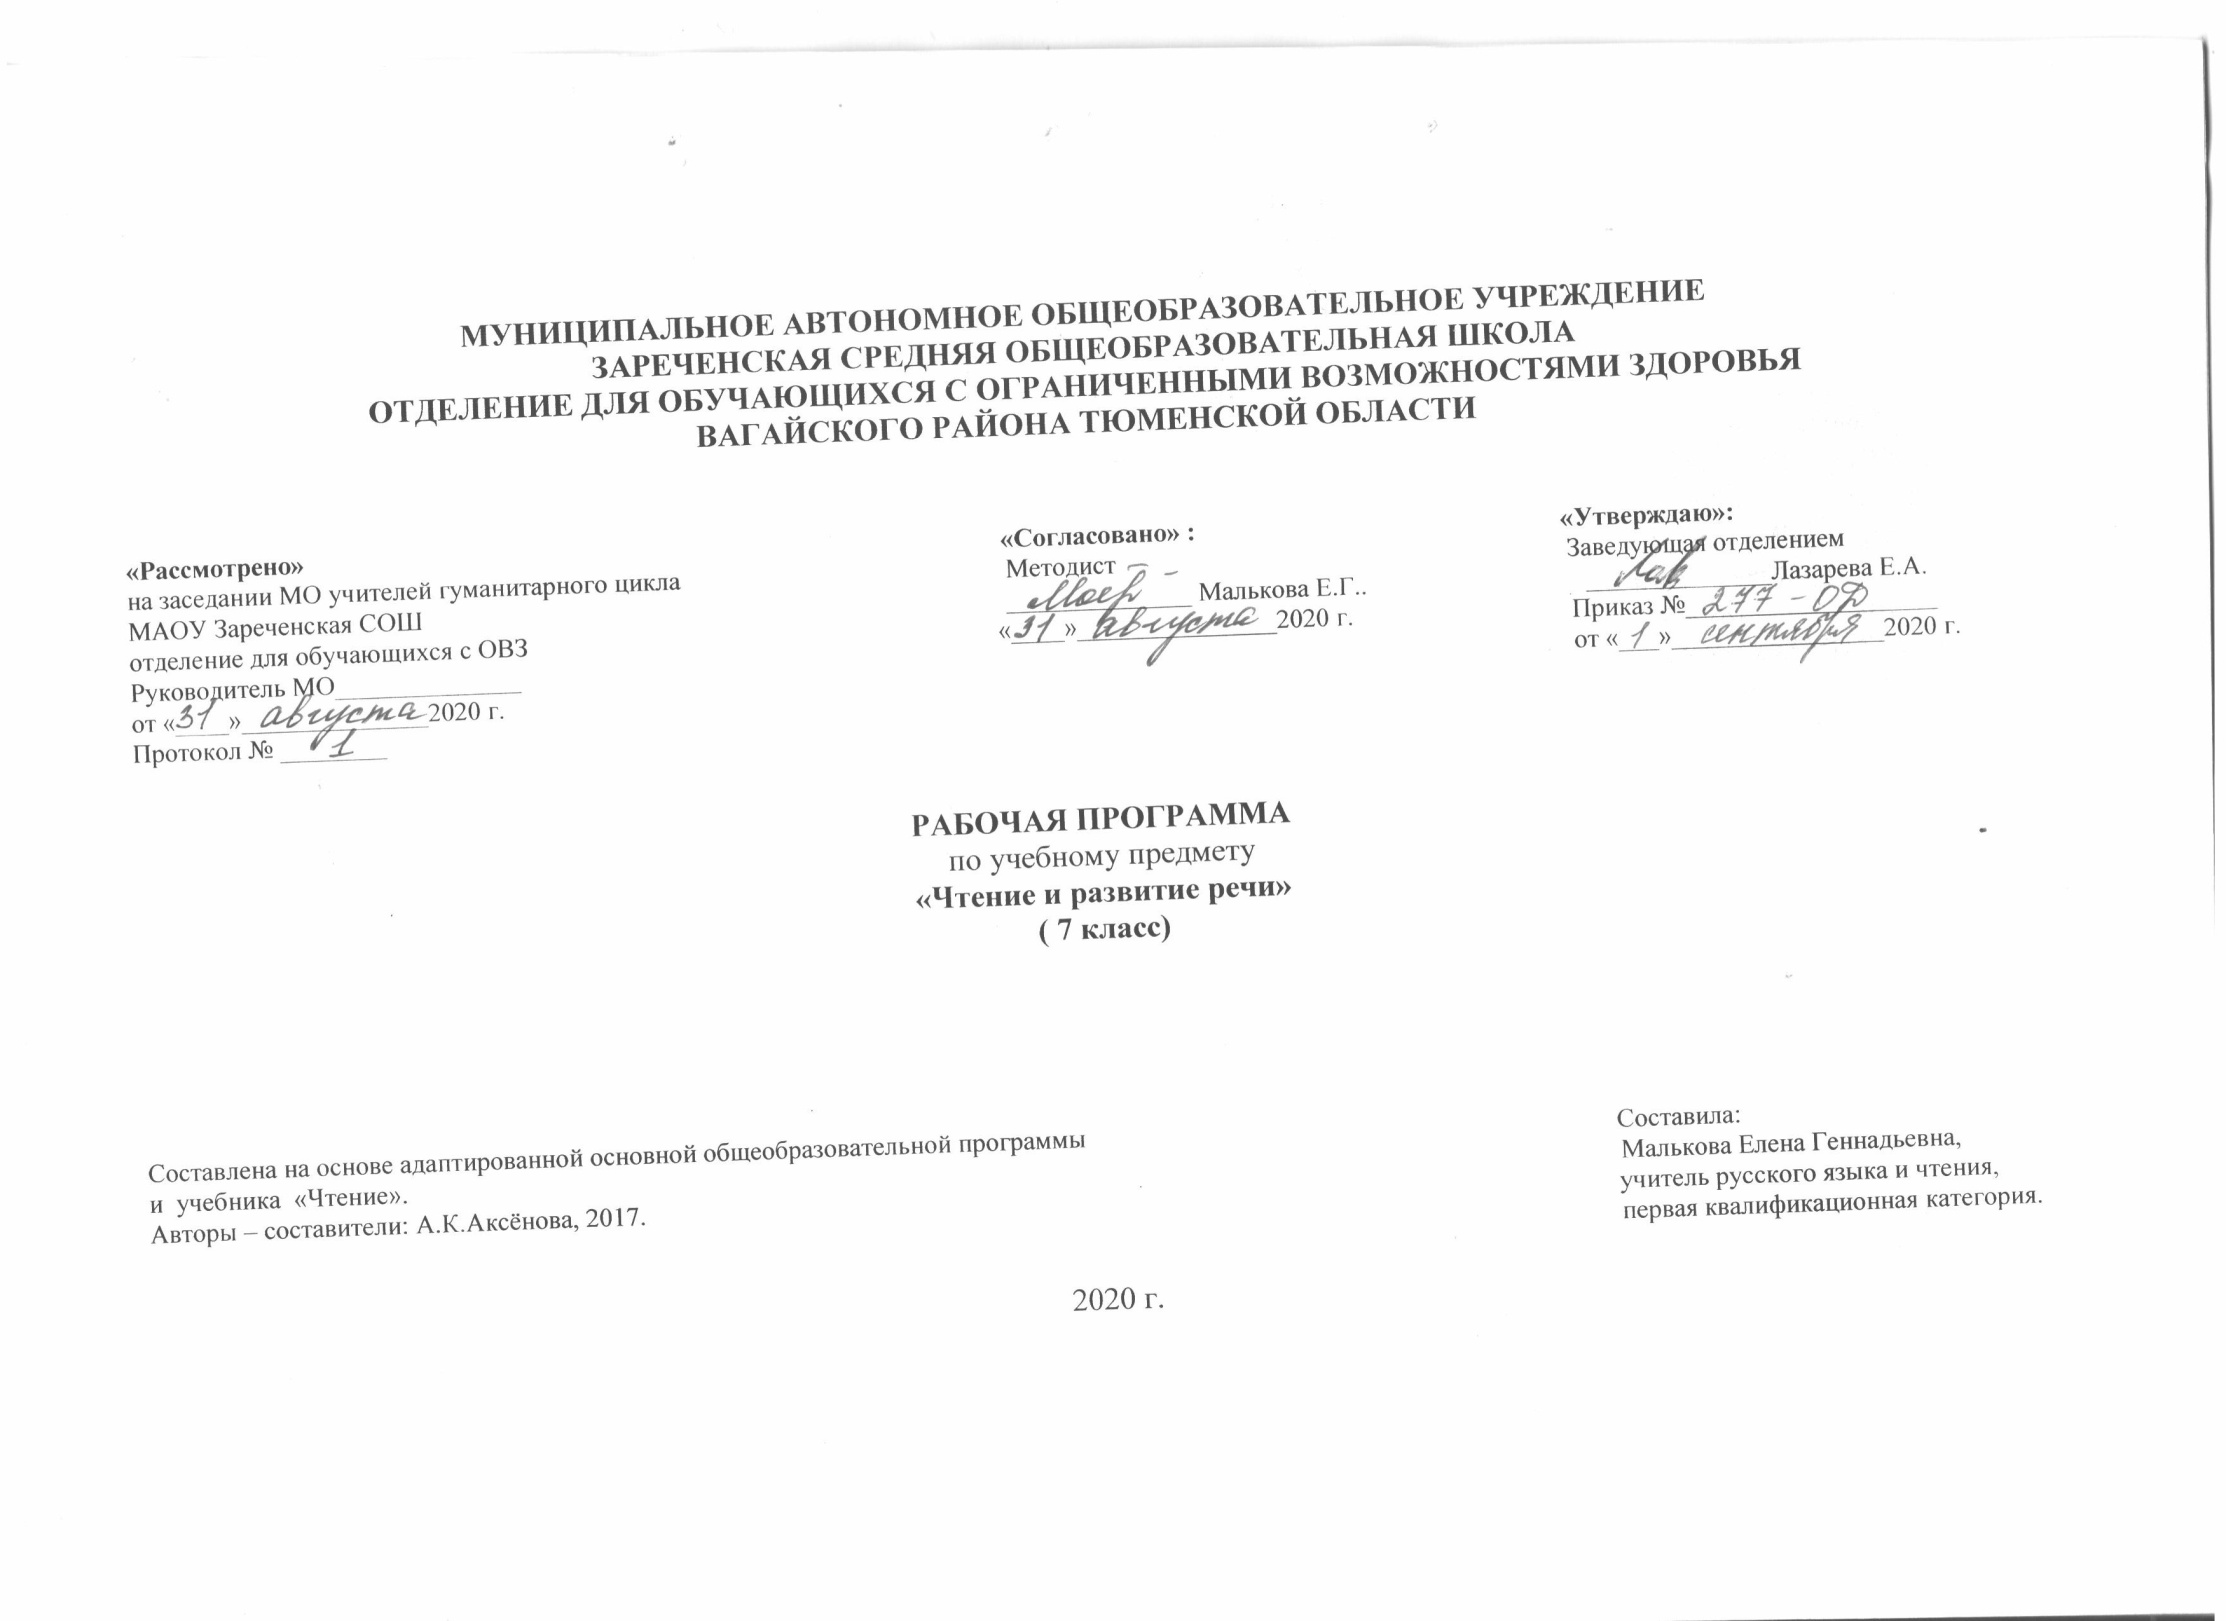 МУНИЦИПАЛЬНОЕ АВТОНОМНОЕ ОБЩЕОБРАЗОВАТЕЛЬНОЕ УЧРЕЖДЕНИЕ
ЗАРЕЧЕНСКАЯ СРЕДНЯЯ ОБЩЕОБРАЗОВАТЕЛЬНАЯ ШКОЛА
ОТДЕЛЕНИЕ ДЛЯ ОБУЧАЮЩИХСЯ С ОГРАНИЧЕННЫМИ ВОЗМОЖНОСТЯМИ ЗДОРОВЬЯ
ВАГАЙСКОГО РАЙОНА ТЮМЕНСКОЙ ОБЛАСТИ
«Рассмотрено»
на заседании МО учителей гуманитарного цикла
МАОУ Зареченская СОШ
отделение для обучающихся с ОВЗ
Руководитель МО______________
от «31» августа 2020 г.
Протокол № 1
«Согласовано» :
Методист
Малькова Е.Г..
«31» августа 2020 г.
«Утверждаю»:
Заведующая отделением
Лазарева Е.А.
Приказ № 277-ОД
от «1» сентября 2020 г.
РАБОЧАЯ ПРОГРАММА
по учебному предмету
«Чтение и развитие речи»
( 7 класс)
Составлена на основе адаптированной основной общеобразовательной программы
и учебника «Чтение».
Авторы – составители: А.К.Аксёнова, 2017.
Составила:
Малькова Елена Геннадьевна,
учитель русского языка и чтения,
первая квалификационная категория.
2020 г.